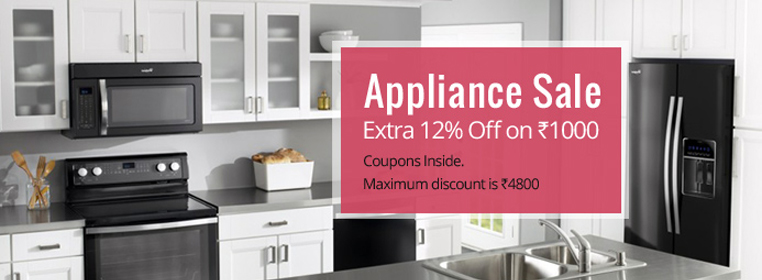 Appliance Sale
Extra 12% Off on ₹1000
Coupons Inside.
Maximum discount is ₹4800